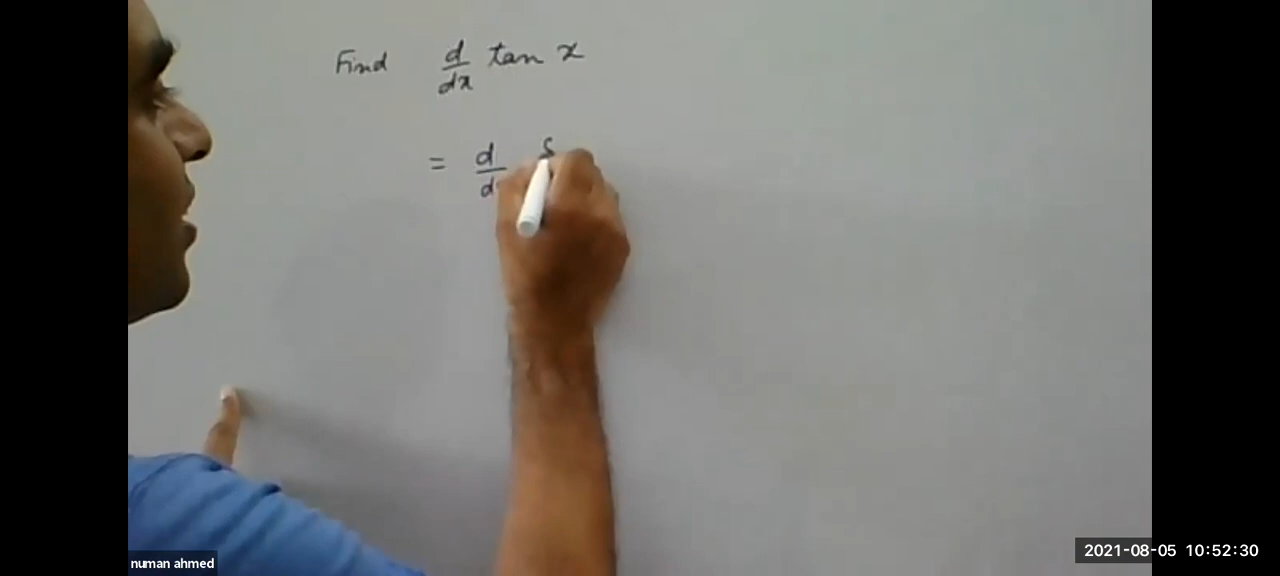 Find d/dx tan x
= d/d s
numan ahmed
2021-08-05 10:52:30